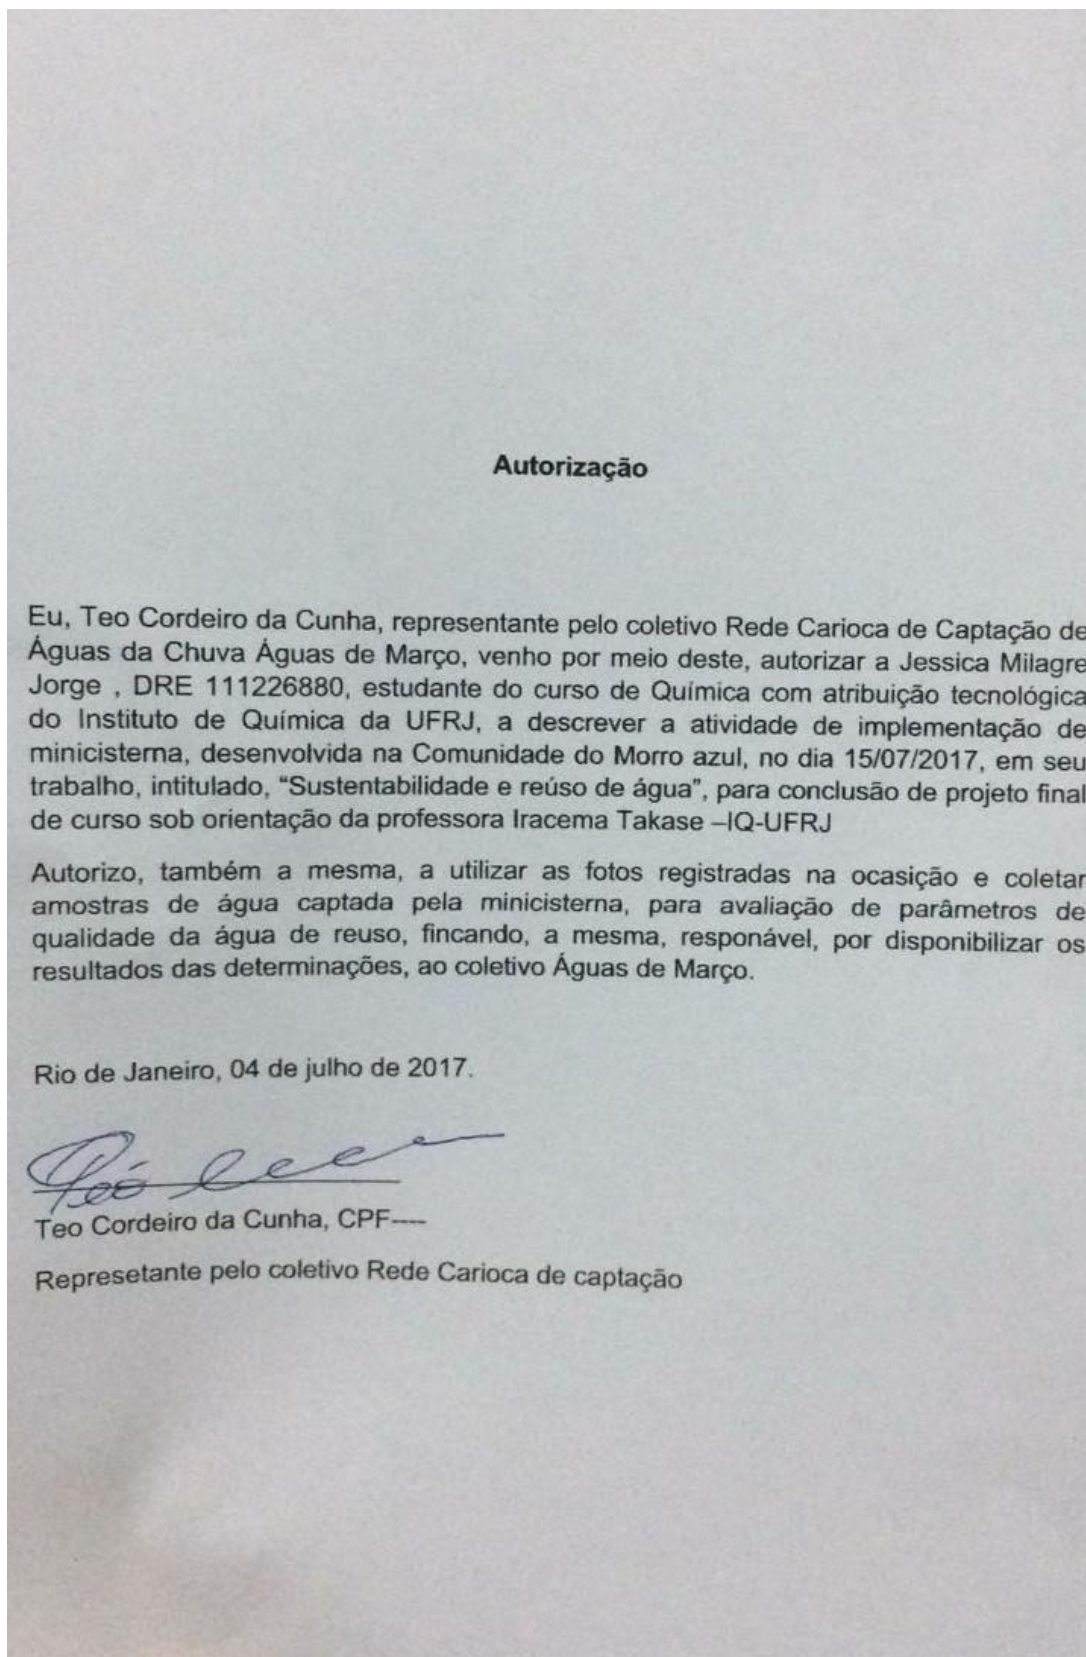 Autorização
Eu, Teo Cordeiro da Cunha, representante pelo coletivo Rede Carioca de Captação de
Águas da Chuva Águas de Março, venho por meio deste, autorizar a Jessica Milagre
Jorge , DRE 111226880, estudante do curso de Química com atribuição tecnológica
do Instituto de Química da UFRJ, a descrever a atividade de implementação de
minicisterna, desenvolvida na Comunidade do Morro azul, no dia 15/07/2017, em seu
trabalho, intitulado, “Sustentabilidade e reúso de água”, para conclusão de projeto final
de curso sob orientação da professora Iracema Takase –IQ-UFRJ
Autorizo, também a mesma, a utilizar as fotos registradas na ocasição e coletar
amostras de água captada pela minicisterna, para avaliação de parâmetros de
qualidade da água de reuso, fincando, a mesma, responável, por disponibilizar os
resultados das determinações, ao coletivo Águas de Março.
Rio de Janeiro, 04 de julho de 2017.
Teó
Teo Cordeiro da Cunha, CPF----
Represetante pelo coletivo Rede Carioca de captação